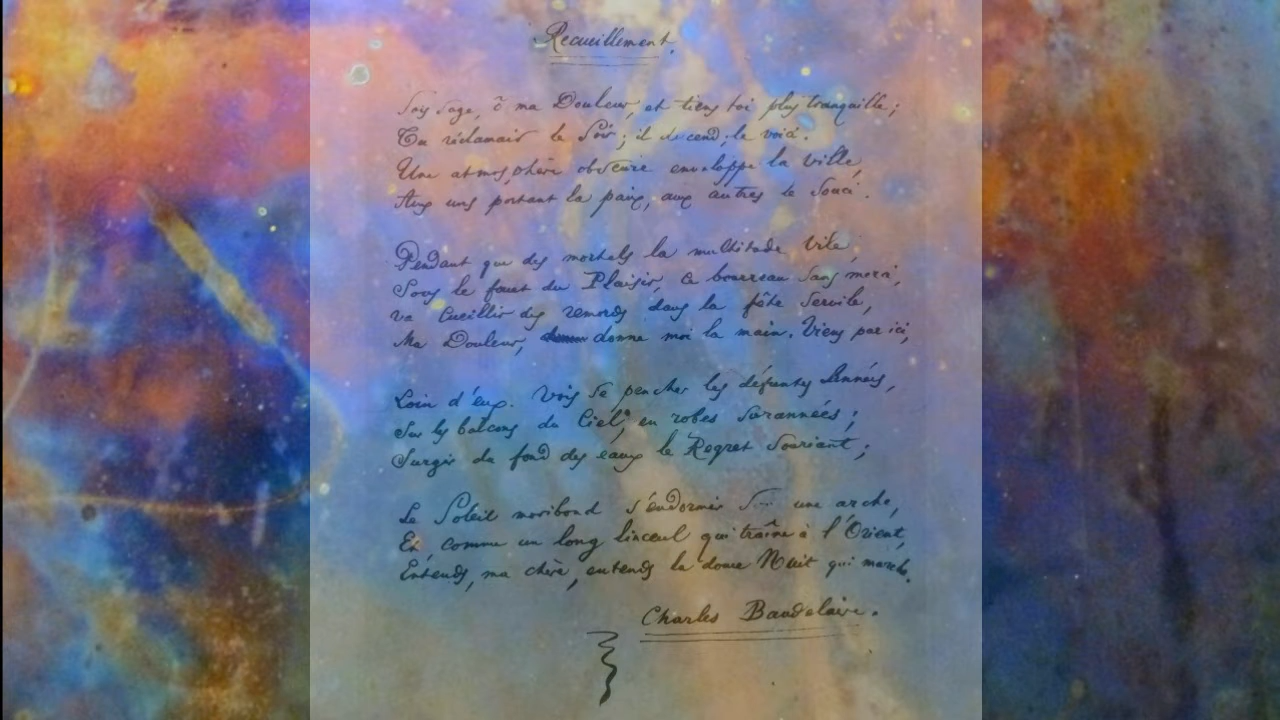 Recueillement.
Sois sage, ô ma Douleur, et tiens toi plus tranquille;
Tu réclamais le Soir; il descend; le voici.
Une atmosphère obscure enveloppe la ville,
Aux uns portant la paix, aux autres le souci.
Pendant que des mortels la multitude vile,
Sous le fouet du Plaisir, ce bourreau sans merci,
Va cueillir des remords dans la fête servile,
Ma Douleur, donne moi la main. Viens par ici,
Loin d'eux. Vois se pencher les défuntes Années,
Sur les balcons du Ciel, en robes surannées;
Surgir du fond des eaux le Regret souriant;
Le Soleil moribond s'endormir une arche,
Et, comme un long linceul qui traîne à l'Orient,
Entends, ma chère, entends la douce Nuit qui marche.
Charles Baudelaire.